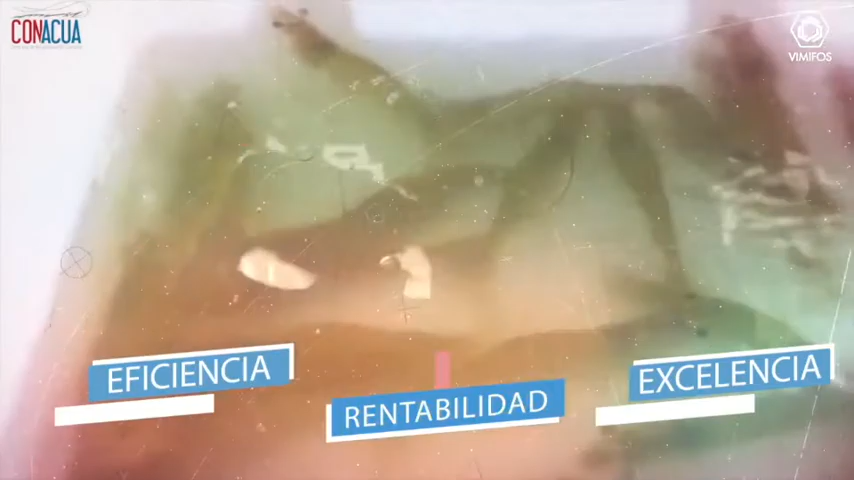 CONACUA
VIMIFOS
EFICIENCIA
RENTABILIDAD
EXCELENCIA